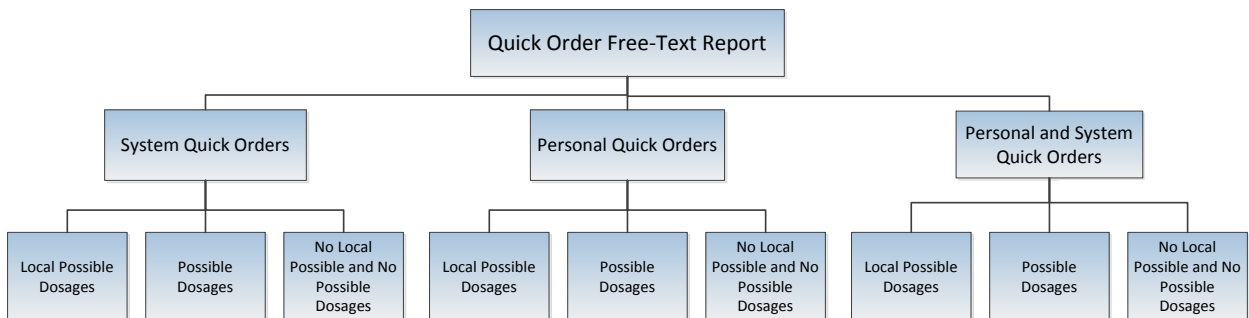 Quick Order Free-Text Report
System Quick Orders
Personal Quick Orders
Personal and System
Quick Orders
Local Possible
Dosages
Possible
Dosages
No Local
Possible and No
Possible
Dosages
Local Possible
Dosages
Possible
Dosages
No Local
Possible and No
Possible
Dosages
Local Possible
Dosages
Possible
Dosages
No Local
Possible and No
Possible
Dosages